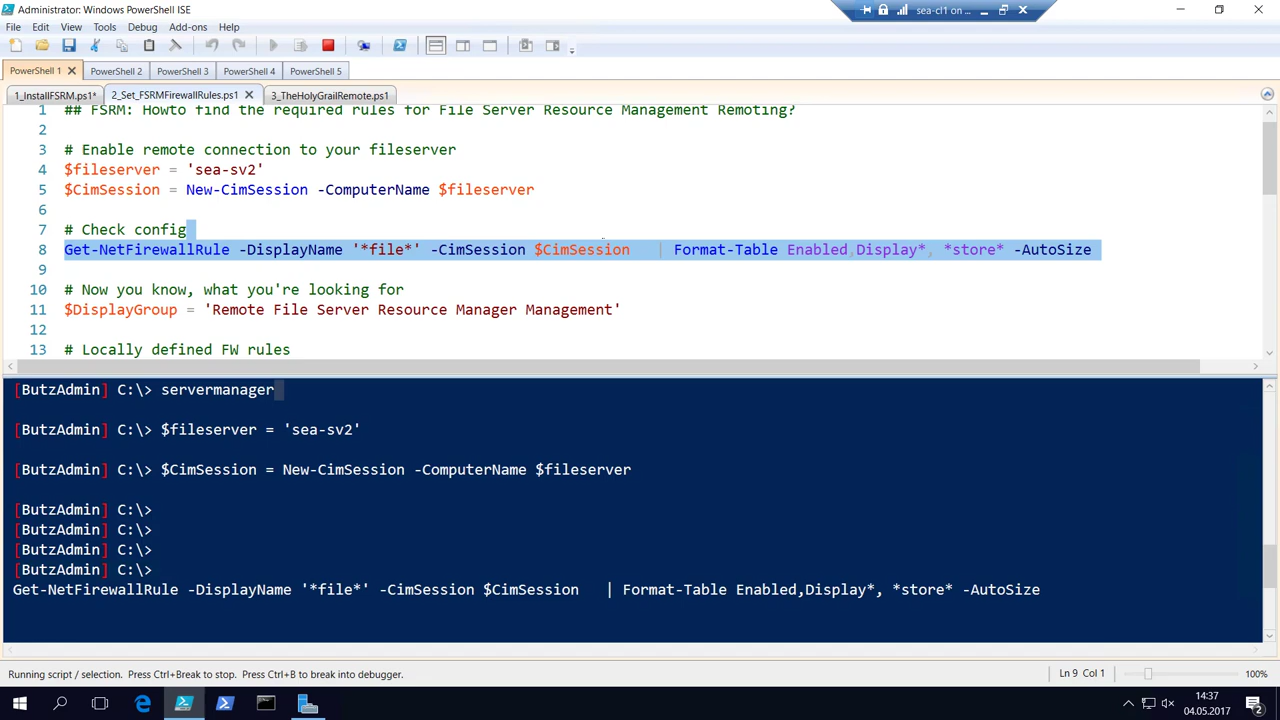 Administrator: Windows PowerShell ISE
sea-cl1 on ...
File Edit View Tools Debug Add-ons Help
PowerShell 1 PowerShell 2 PowerShell 3 PowerShell 4 PowerShell 5
1_InstallFSRM.ps1* 2_Set_FSRMFirewallRules.ps1 3_TheHolyGrailRemote.ps1
1 ## FSRM: Howto find the required rules for File Server Resource Management Remoting?
2
3 # Enable remote connection to your fileserver
4 $fileserver = 'sea-sv2'
5 $CimSession = New-CimSession -ComputerName $fileserver
6
7 # Check config
8 Get-NetFirewallRule -DisplayName '*file*' -CimSession $CimSession | Format-Table Enabled,Display*, *store* -AutoSize
9
10 # Now you know, what you're looking for
11 $DisplayGroup = 'Remote File Server Resource Manager Management'
12
13 # Locally defined FW rules
[ButzAdmin] C:\> servermanager
[ButzAdmin] C:\> $fileserver = 'sea-sv2'
[ButzAdmin] C:\> $CimSession = New-CimSession -ComputerName $fileserver
[ButzAdmin] C:\>
[ButzAdmin] C:\>
[ButzAdmin] C:\>
[ButzAdmin] C:\>
Get-NetFirewallRule -DisplayName '*file*' -CimSession $CimSession | Format-Table Enabled,Display*, *store* -AutoSize
Running script / selection. Press Ctrl+Break to stop. Press Ctrl+B to break into debugger.
Ln 9 Col 1
100%
14:37
04.05.2017
2